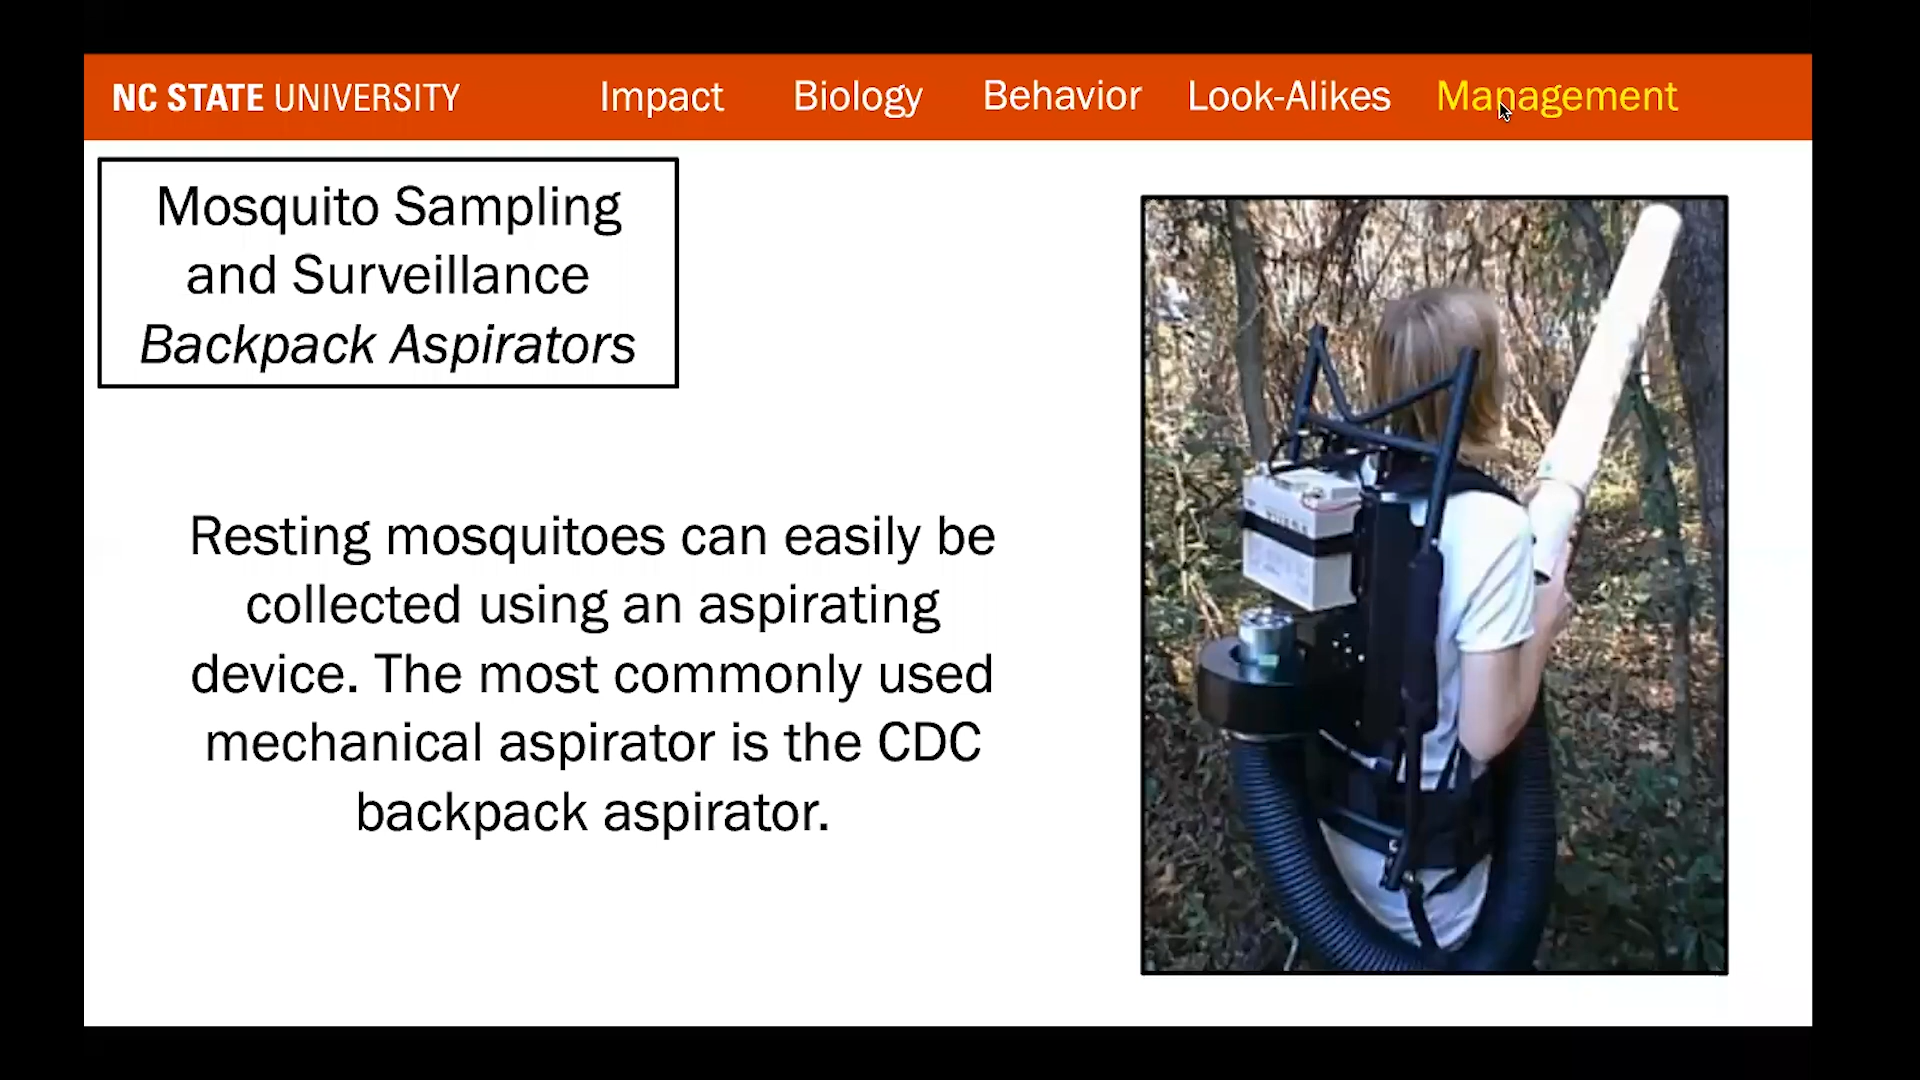 NC STATE UNIVERSITY Impact Biology Behavior Look-Alikes Management
Mosquito Sampling
and Surveillance
Backpack Aspirators
Resting mosquitoes can easily be
collected using an aspirating
device. The most commonly used
mechanical aspirator is the CDC
backpack aspirator.